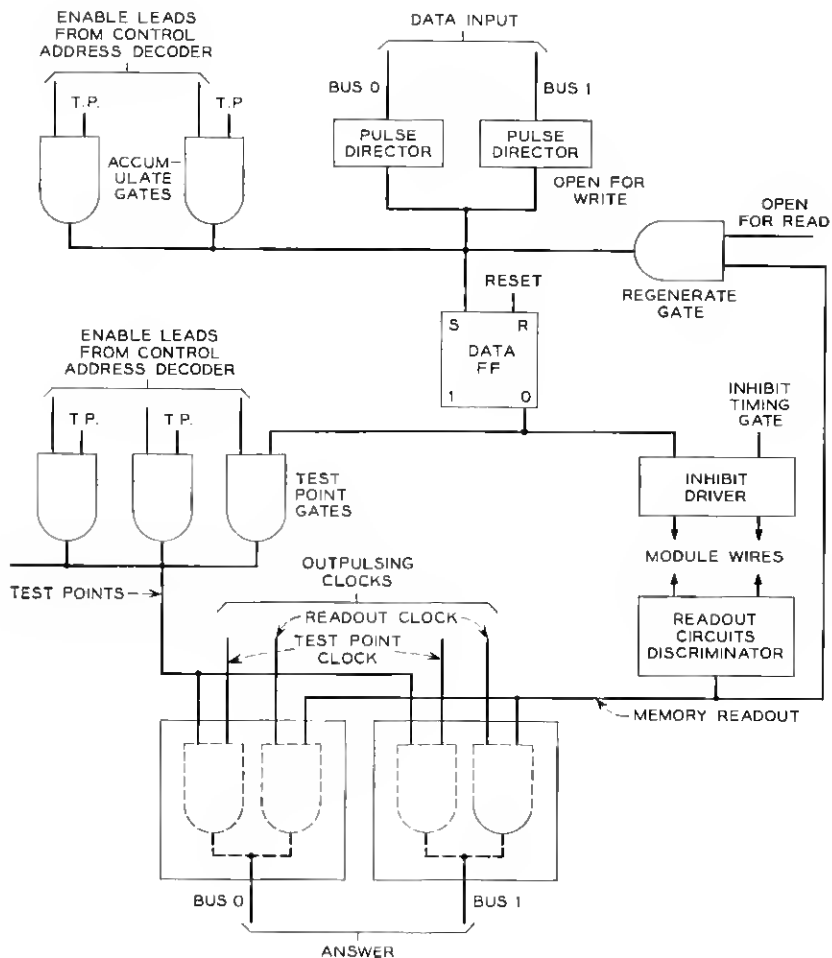 ENABLE LEADS
FROM CONTROL
ADDRESS DECODER
DATA INPUT
BUS 0
BUS 1
T.P.
T.P
PULSE
DIRECTOR
PULSE
DIRECTOR
ACCUM-
ULATE
GATES
OPEN FOR
WRITE
OPEN
FOR READ
REGENERATE
GATE
RESET
S
R
DATA
FF
1
0
ENABLE LEADS
FROM CONTROL
ADDRESS DECODER
T.P.
T.P.
INHIBIT
TIMING
GATE
TEST
POINT
GATES
INHIBIT
DRIVER
MODULE WIRES
OUTPULSING
CLOCKS
TEST POINTS
READOUT CLOCK
TEST POINT
CLOCK
READOUT
CIRCUITS
DISCRIMINATOR
MEMORY READOUT
BUS 0
BUS 1
ANSWER